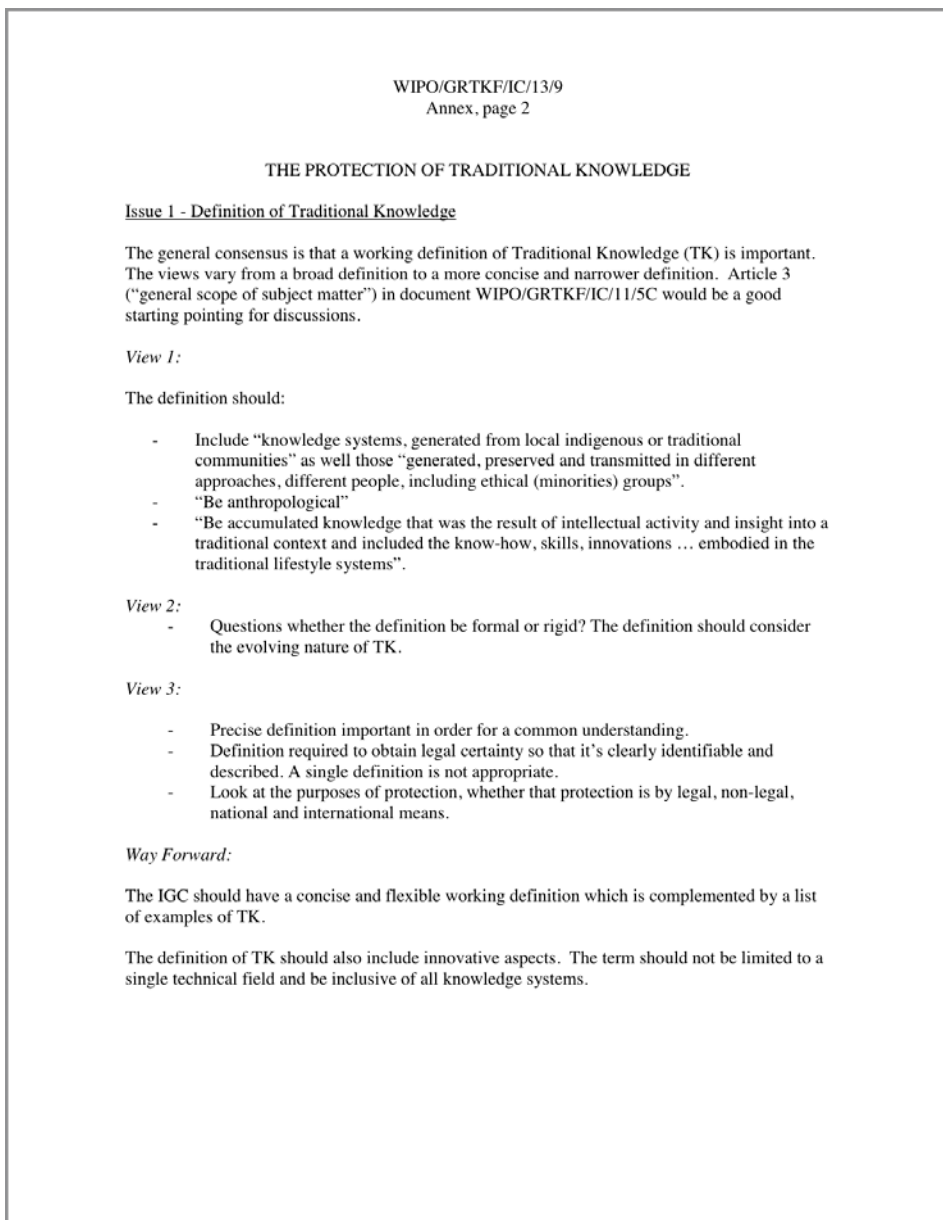 WIPO/GRTKF/IC/13/9
Annex, page 2
THE PROTECTION OF TRADITIONAL KNOWLEDGE
Issue 1 - Definition of Traditional Knowledge
The general consensus is that a working definition of Traditional Knowledge (TK) is important.
The views vary from a broad definition to a more concise and narrower definition.  Article 3
(“general scope of subject matter”) in document WIPO/GRTKF/IC/11/5C would be a good
starting pointing for discussions.
View 1:
The definition should:
- Include “knowledge systems, generated from local indigenous or traditional
communities” as well those “generated, preserved and transmitted in different
approaches, different people, including ethical (minorities) groups”.
- “Be anthropological”
- “Be accumulated knowledge that was the result of intellectual activity and insight into a
traditional context and included the know-how, skills, innovations … embodied in the
traditional lifestyle systems”.
View 2:
- Questions whether the definition be formal or rigid? The definition should consider
the evolving nature of TK.
View 3:
- Precise definition important in order for a common understanding.
- Definition required to obtain legal certainty so that it’s clearly identifiable and
described. A single definition is not appropriate.
- Look at the purposes of protection, whether that protection is by legal, non-legal,
national and international means.
Way Forward:
The IGC should have a concise and flexible working definition which is complemented by a list
of examples of TK.
The definition of TK should also include innovative aspects.  The term should not be limited to a
single technical field and be inclusive of all knowledge systems.